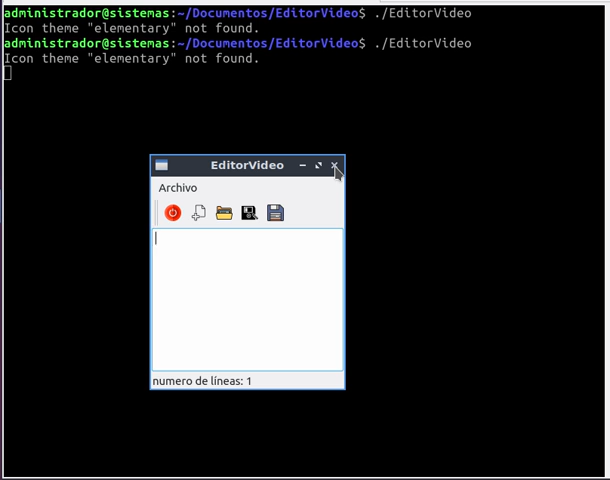 administrador@sistemas:~/Documentos/EditorVideo$ ./EditorVideo
Icon theme "elementary" not found.
administrador@sistemas:~/Documentos/EditorVideo$ ./EditorVideo
Icon theme "elementary" not found.
EditorVideo
Archivo
numero de líneas: 1